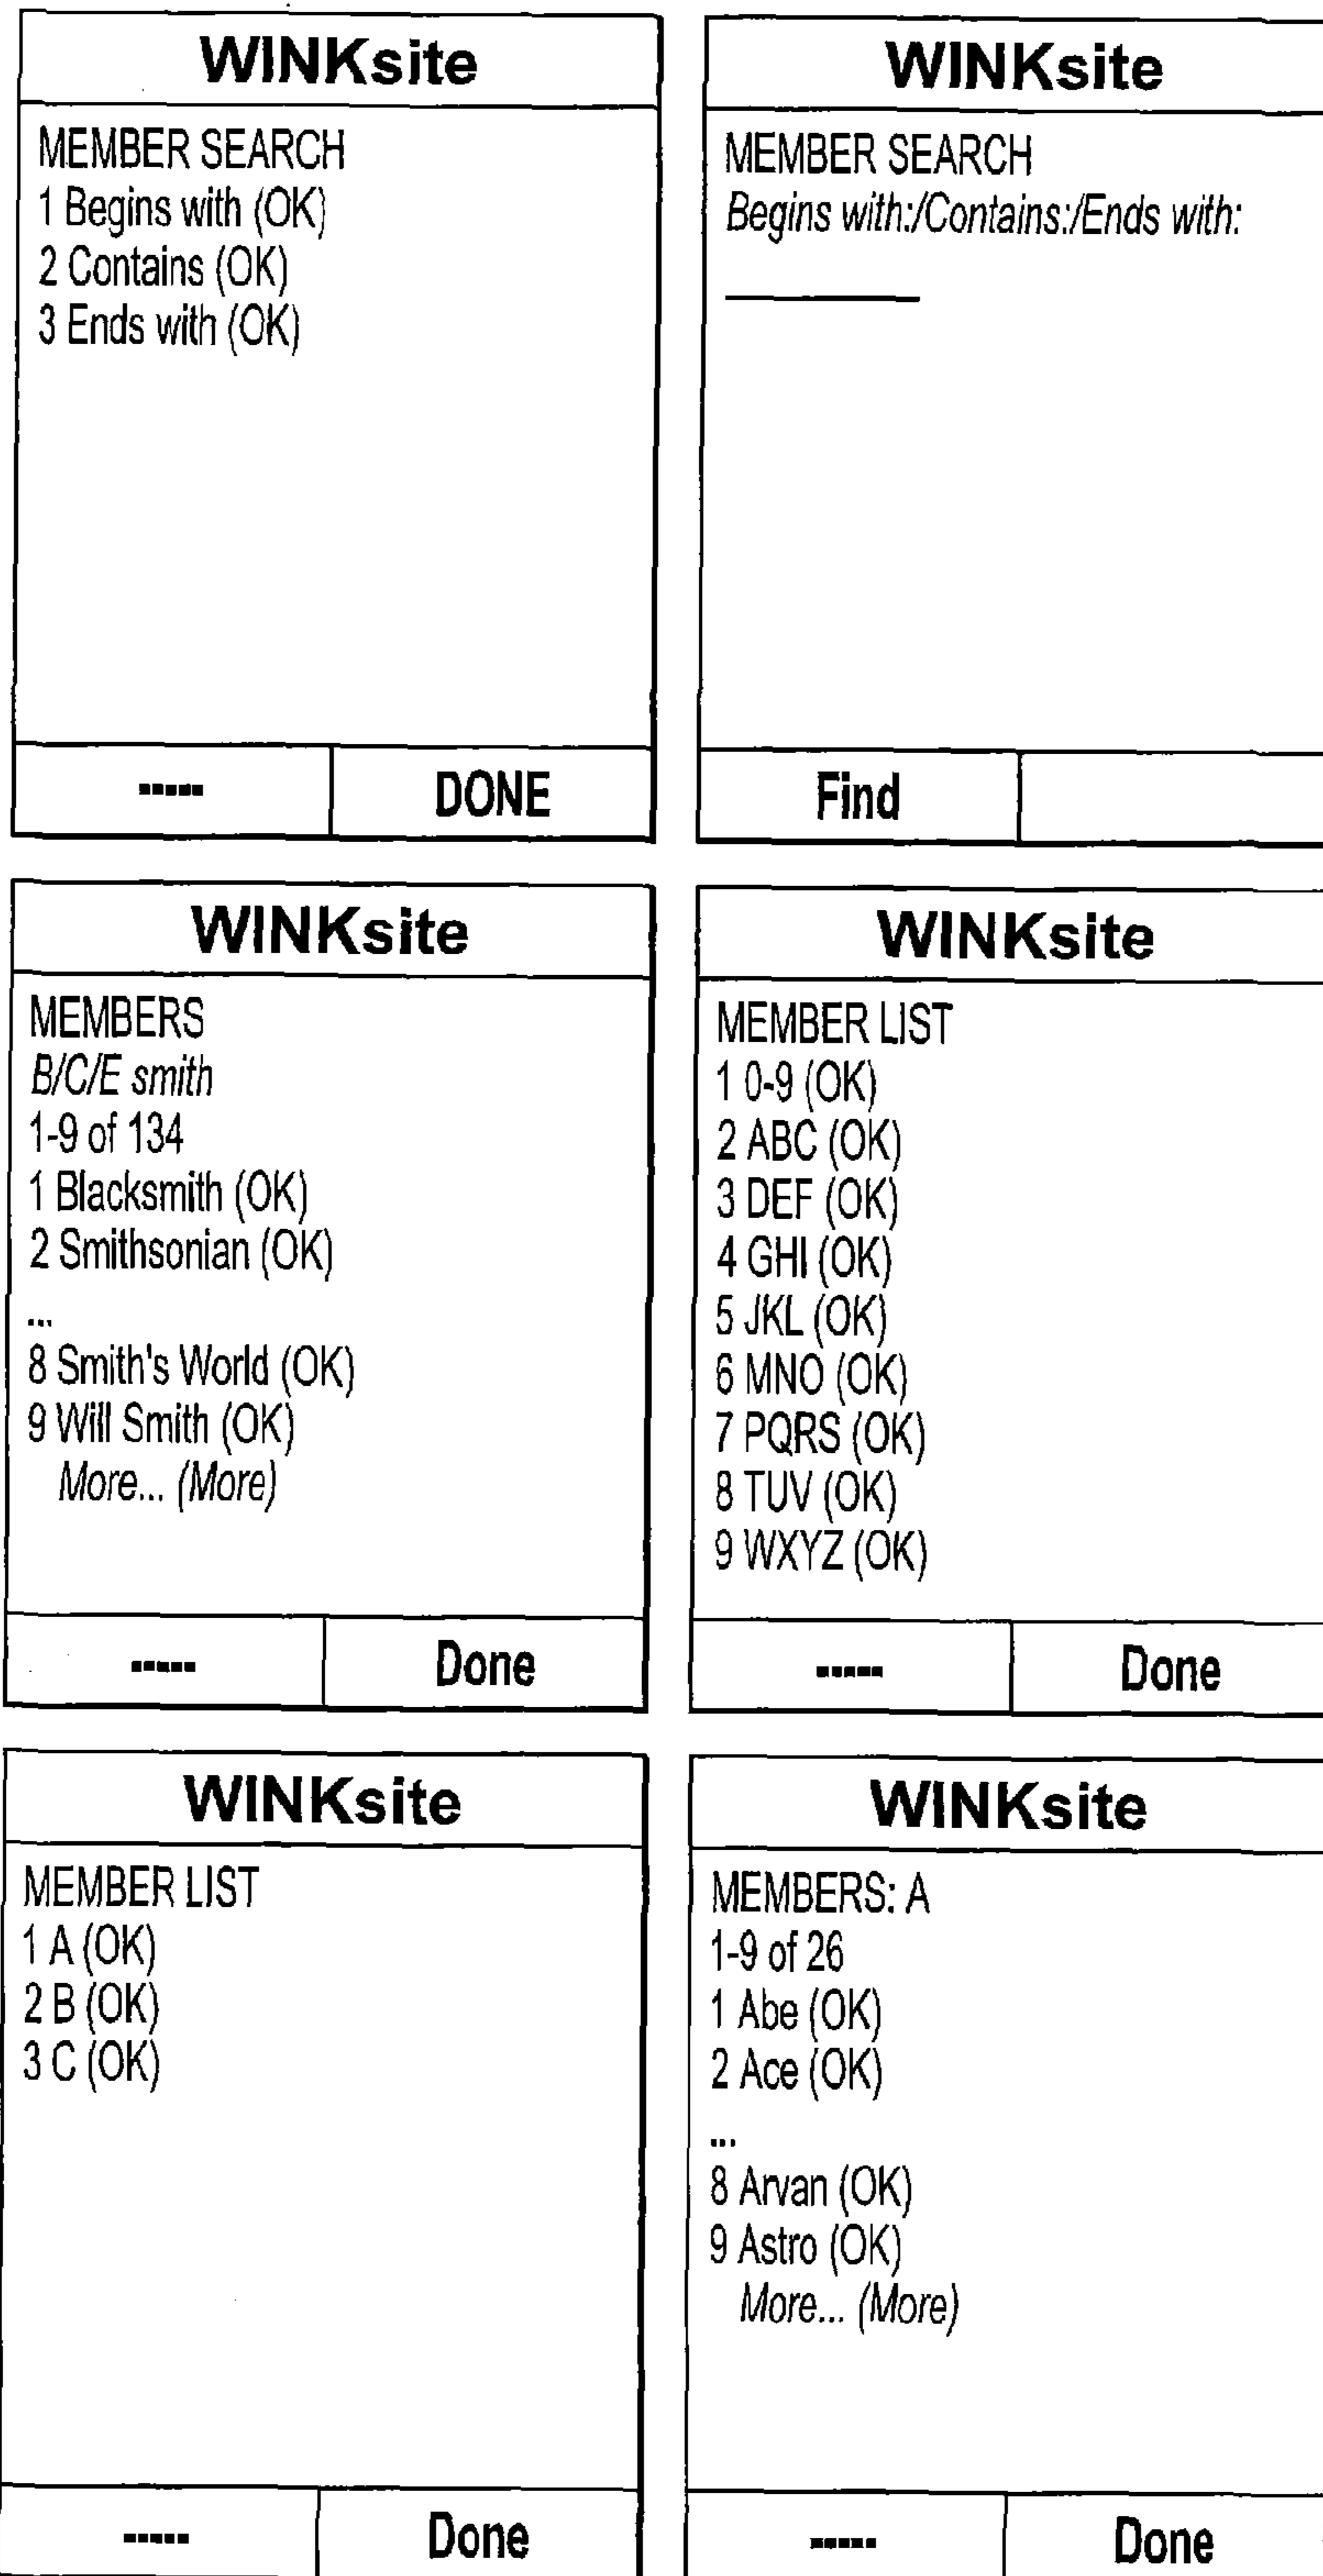 WINKsite
MEMBER SEARCH
1 Begins with (OK)
2 Contains (OK)
3 Ends with (OK)
----- DONE
WINKsite
MEMBER SEARCH
Begins with:/Contains:/Ends with:
__________
Find
WINKsite
MEMBERS
B/C/E smith
1-9 of 134
1 Blacksmith (OK)
2 Smithsonian (OK)
...
8 Smith's World (OK)
9 Will Smith (OK)
More... (More)
----- Done
WINKsite
MEMBER LIST
1 0-9 (OK)
2 ABC (OK)
3 DEF (OK)
4 GHI (OK)
5 JKL (OK)
6 MNO (OK)
7 PQRS (OK)
8 TUV (OK)
9 WXYZ (OK)
----- Done
WINKsite
MEMBER LIST
1 A (OK)
2 B (OK)
3 C (OK)
----- Done
WINKsite
MEMBERS: A
1-9 of 26
1 Abe (OK)
2 Ace (OK)
...
8 Arvan (OK)
9 Astro (OK)
More... (More)
----- Done